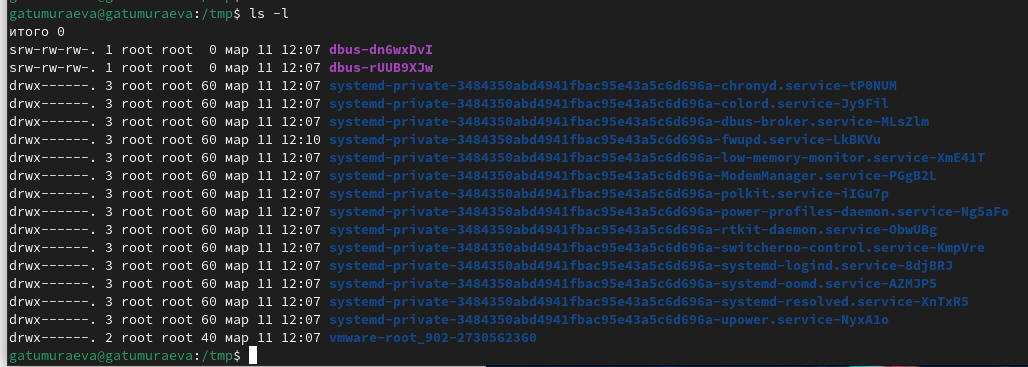 gatumuraeva@gatumuraeva:/tmp$ ls -l
итого 0
srw-rw-rw-. 1 root root  0 мар 11 12:07 dbus-dn6wxDvI
srw-rw-rw-. 1 root root  0 мар 11 12:07 dbus-rUUB9XJw
drwx------. 3 root root 60 мар 11 12:07 systemd-private-3484350abd4941fbac95e43a5c6d696a-chronyd.service-tP0NUM
drwx------. 3 root root 60 мар 11 12:07 systemd-private-3484350abd4941fbac95e43a5c6d696a-colord.service-Jy9Fil
drwx------. 3 root root 60 мар 11 12:07 systemd-private-3484350abd4941fbac95e43a5c6d696a-dbus-broker.service-MLsZlm
drwx------. 3 root root 60 мар 11 12:10 systemd-private-3484350abd4941fbac95e43a5c6d696a-fwupd.service-LkBKVu
drwx------. 3 root root 60 мар 11 12:07 systemd-private-3484350abd4941fbac95e43a5c6d696a-low-memory-monitor.service-XmE41T
drwx------. 3 root root 60 мар 11 12:07 systemd-private-3484350abd4941fbac95e43a5c6d696a-ModemManager.service-PGgB2L
drwx------. 3 root root 60 мар 11 12:07 systemd-private-3484350abd4941fbac95e43a5c6d696a-polkit.service-iIGu7p
drwx------. 3 root root 60 мар 11 12:07 systemd-private-3484350abd4941fbac95e43a5c6d696a-power-profiles-daemon.service-Ng5aFo
drwx------. 3 root root 60 мар 11 12:07 systemd-private-3484350abd4941fbac95e43a5c6d696a-rtkit-daemon.service-ObwUBg
drwx------. 3 root root 60 мар 11 12:07 systemd-private-3484350abd4941fbac95e43a5c6d696a-switcheroo-control.service-KmpVre
drwx------. 3 root root 60 мар 11 12:07 systemd-private-3484350abd4941fbac95e43a5c6d696a-systemd-logind.service-8djBRJ
drwx------. 3 root root 60 мар 11 12:07 systemd-private-3484350abd4941fbac95e43a5c6d696a-systemd-oomd.service-AZMJP5
drwx------. 3 root root 60 мар 11 12:07 systemd-private-3484350abd4941fbac95e43a5c6d696a-systemd-resolved.service-XnTxR5
drwx------. 3 root root 60 мар 11 12:07 systemd-private-3484350abd4941fbac95e43a5c6d696a-upower.service-NyxA1o
drwx------. 2 root root 40 мар 11 12:07 vmware-root_902-2730562360
gatumuraeva@gatumuraeva:/tmp$